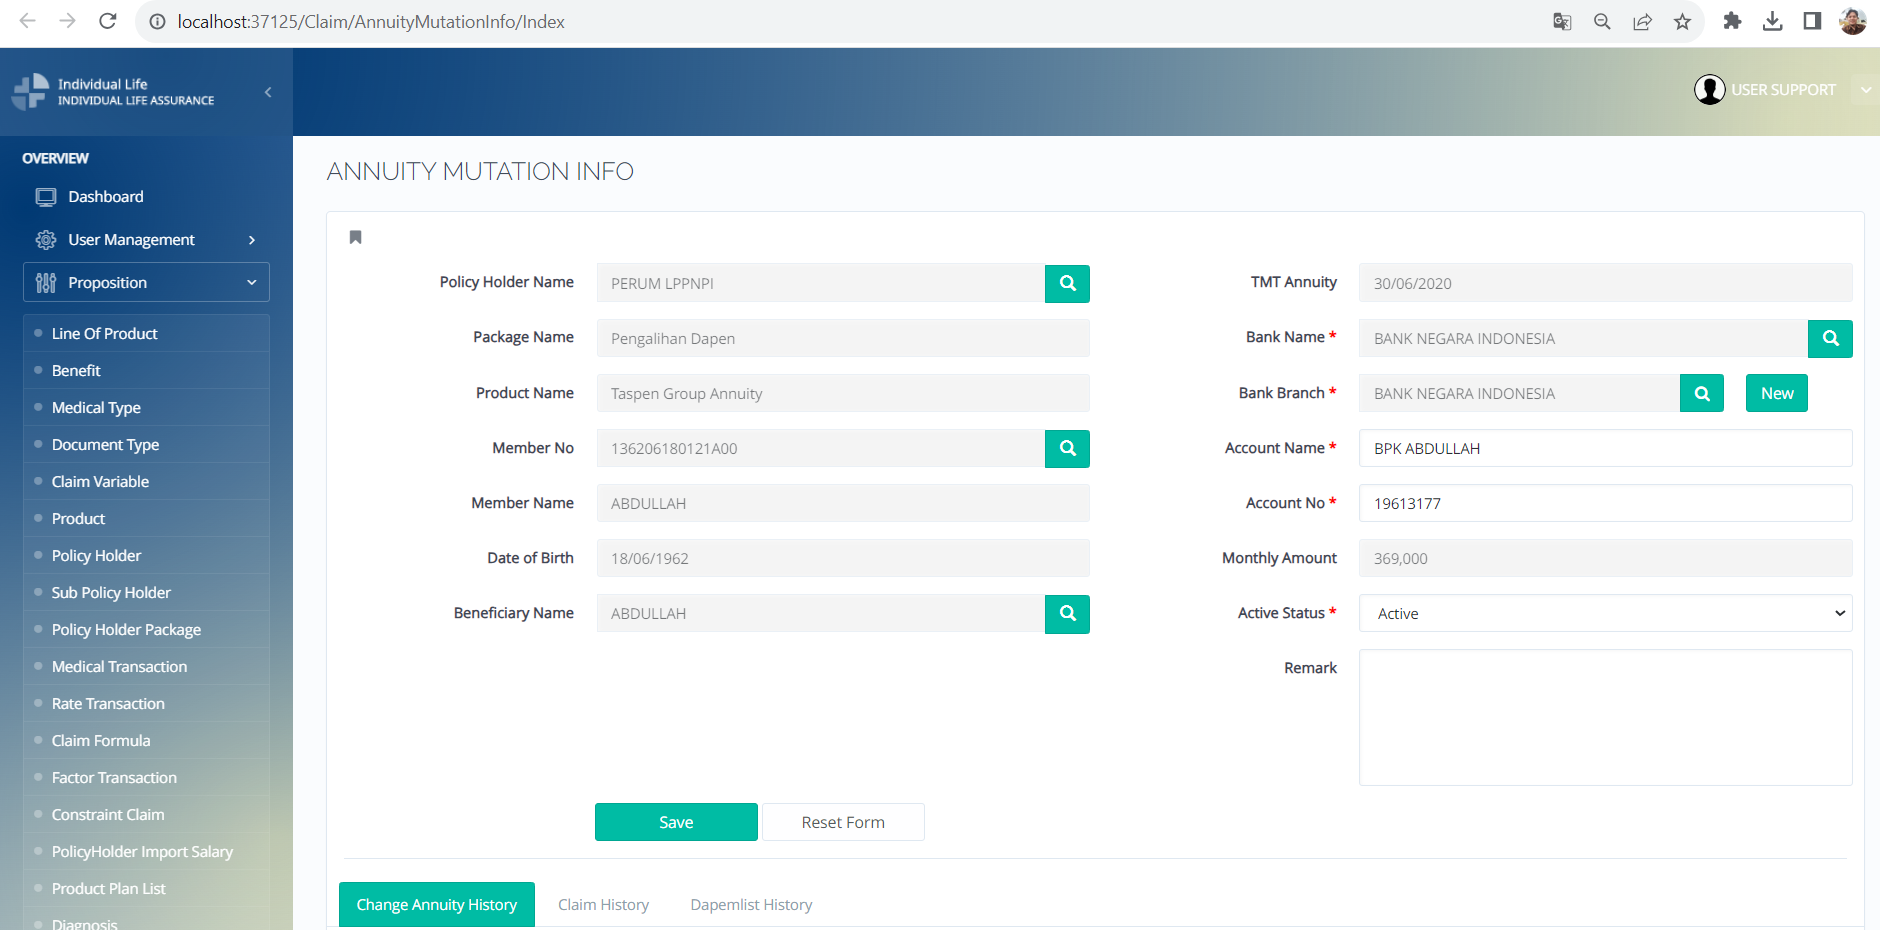 localhost:37125/Claim/AnnuityMutationInfo/Index
Individual Life
INDIVIDUAL LIFE ASSURANCE
USER SUPPORT
OVERVIEW
Dashboard
User Management
Proposition
Line Of Product
Benefit
Medical Type
Document Type
Claim Variable
Product
Policy Holder
Sub Policy Holder
Policy Holder Package
Medical Transaction
Rate Transaction
Claim Formula
Factor Transaction
Constraint Claim
PolicyHolder Import Salary
Product Plan List
Diagnosis
ANNUITY MUTATION INFO
Policy Holder Name PERUM LPPNPI
Package Name Pengalihan Dapen
Product Name Taspen Group Annuity
Member No 136206180121A00
Member Name ABDULLAH
Date of Birth 18/06/1962
Beneficiary Name ABDULLAH
TMT Annuity 30/06/2020
Bank Name * BANK NEGARA INDONESIA
Bank Branch * BANK NEGARA INDONESIA New
Account Name * BPK ABDULLAH
Account No * 19613177
Monthly Amount 369,000
Active Status * Active
Remark
Save Reset Form
Change Annuity History Claim History Dapemlist History